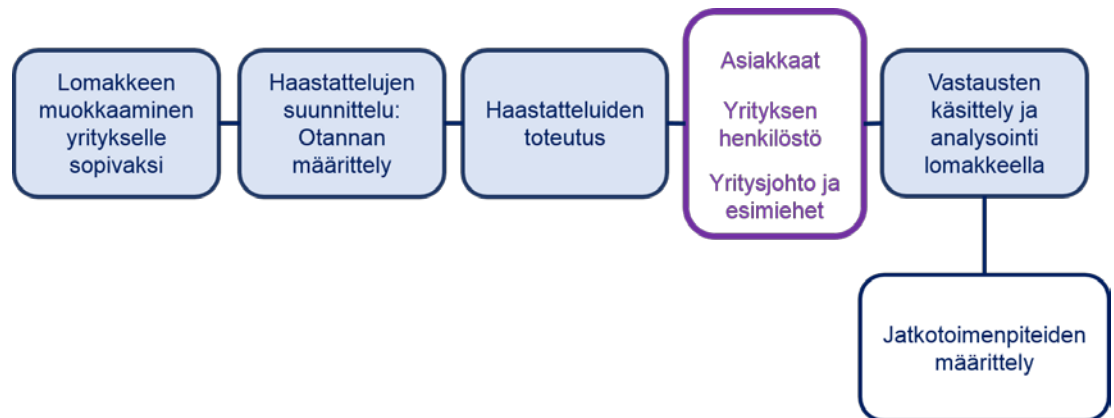 Lomakkeen
muokkaaminen
yritykselle
sopivaksi
Haastattelujen
suunnittelu:
Otannan
määrittely
Haastatteluiden
toteutus
Asiakkaat
Yrityksen
henkilöstö
Yritysjohto ja
esimiehet
Vastausten
käsittely ja
analysointi
lomakkeella
Jatkotoimenpiteiden
määrittely